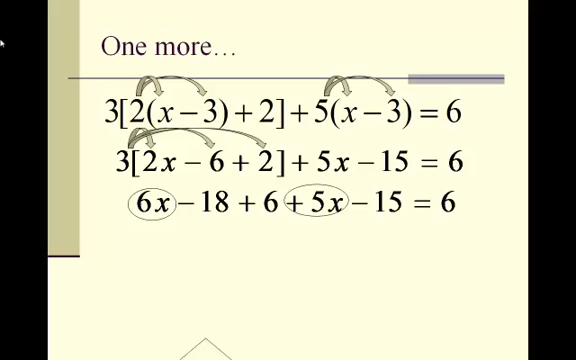 One more…
3[2(x − 3) + 2] + 5(x − 3) = 6
3[2x − 6 + 2] + 5x − 15 = 6
6x − 18 + 6 + 5x − 15 = 6